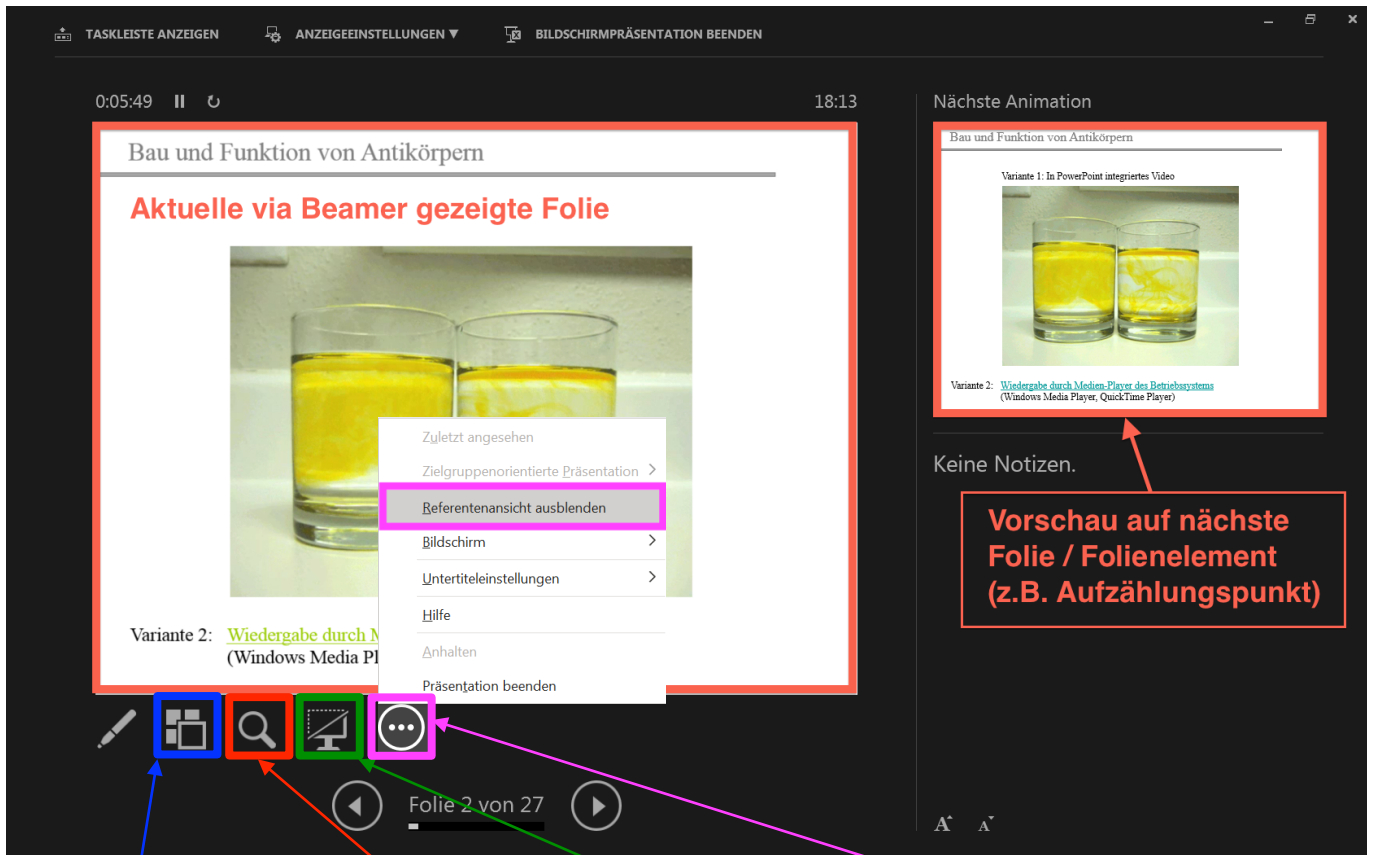 TASKLEISTE ANZEIGEN ANZEIGEEINSTELLUNGEN ▼ BILDSCHIRMPRÄSENTATION BEENDEN
0:05:49 18:13
Bau und Funktion von Antikörpern
Aktuelle via Beamer gezeigte Folie
Zuletzt angesehen
Zielgruppenorientierte Präsentation
Referentenansicht ausblenden
Bildschirm
Untertiteleinstellungen
Hilfe
Anhalten
Präsentation beenden
Variante 2: Wiedergabe durch
(Windows Media
Folie 2 von 27
Nächste Animation
Bau und Funktion von Antikörpern
Variante 1: In PowerPoint integriertes Video
Variante 2: Wiedergabe durch Medien-Player des Betriebssystems
(Windows Media Player, QuickTime Player)
Keine Notizen.
Vorschau auf nächste
Folie / Folienelement
(z.B. Aufzählungspunkt)
A A